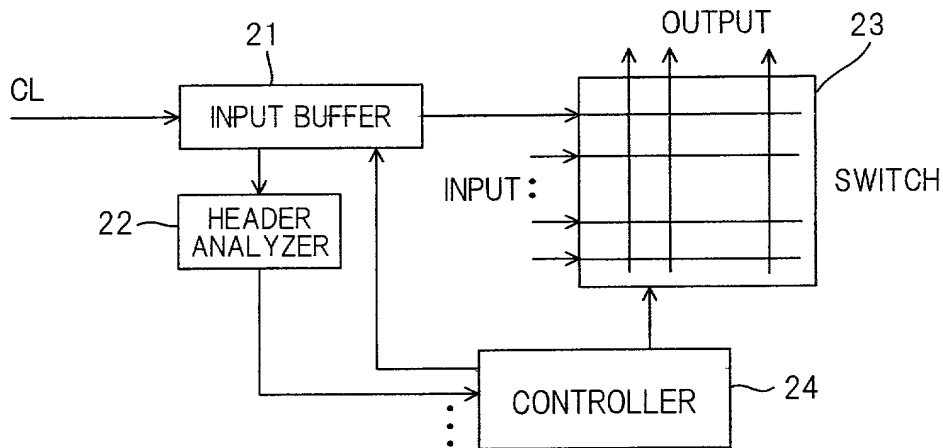 OUTPUT
23
21
CL
INPUT BUFFER
INPUT
SWITCH
22
HEADER
ANALYZER
CONTROLLER
24